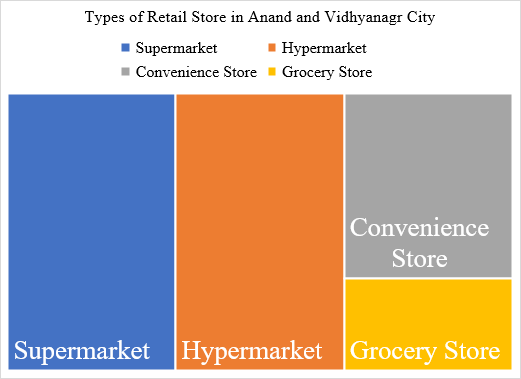 Types of Retail Store in Anand and Vidhyanagr City
Supermarket
Hypermarket
Convenience Store
Grocery Store
Convenience
Store
Supermarket
Hypermarket
Grocery Store